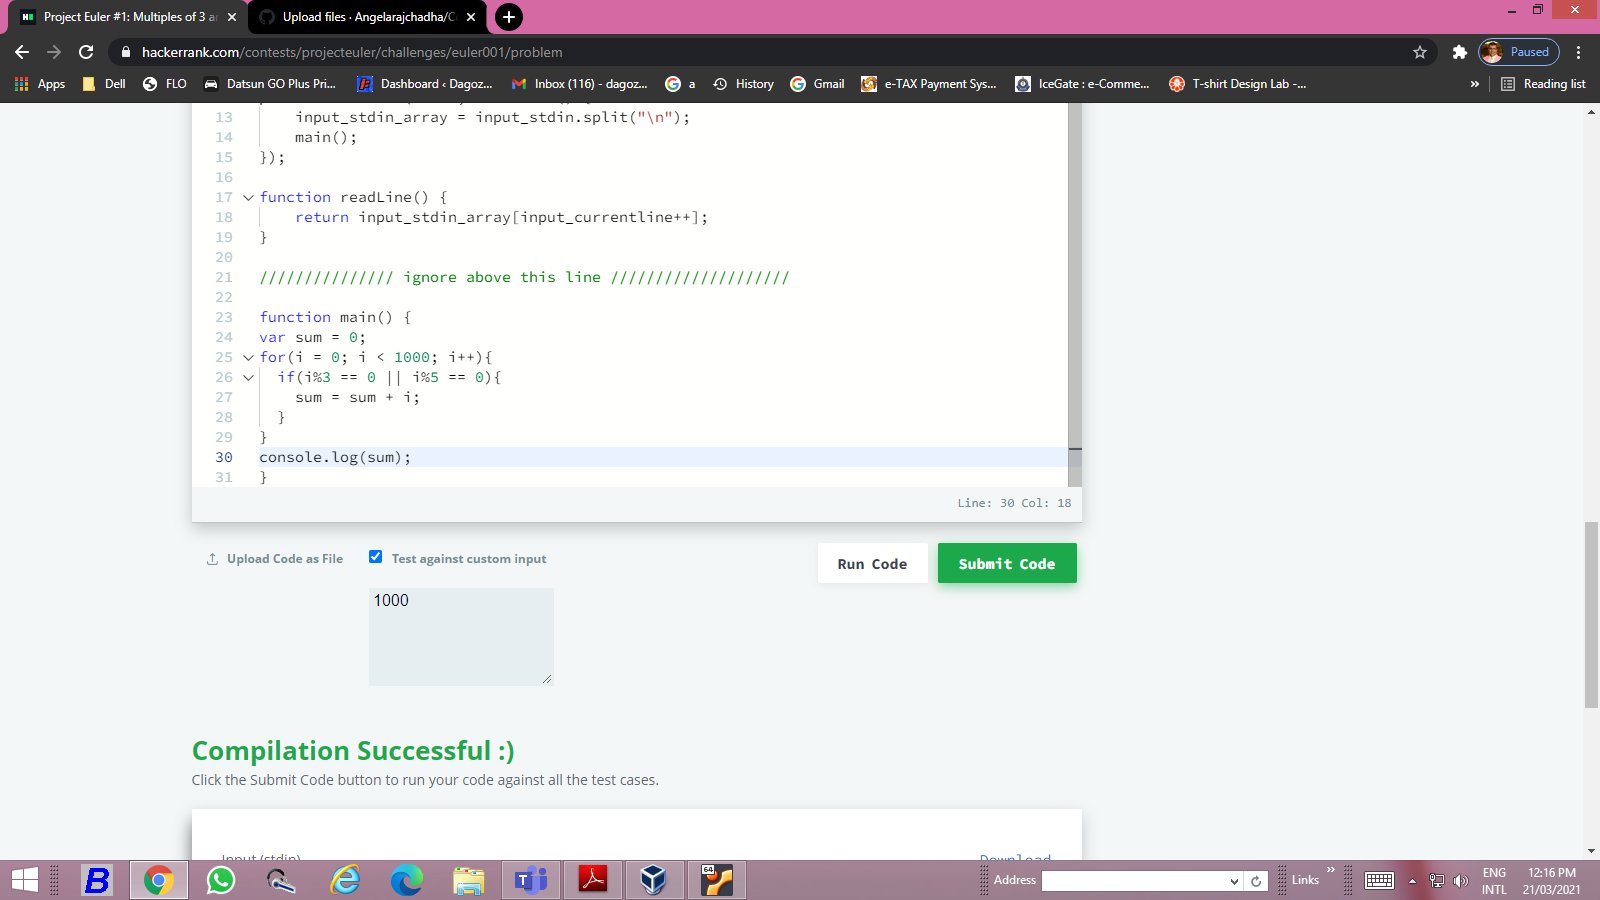 Project Euler #1: Multiples of 3 ar
Upload files · Angelarajchadha/C
hackerrank.com/contests/projecteuler/challenges/euler001/problem
Paused
Apps
Dell
FLO
Datsun GO Plus Pri...
Dashboard ‹ Dagoz...
Inbox (116) - dagoz...
a
History
Gmail
e-TAX Payment Sys...
IceGate : e-Comme...
T-shirt Design Lab -...
»
Reading list
13 input_stdin_array = input_stdin.split("\n");
14 main();
15 });
16
17 function readLine() {
18 return input_stdin_array[input_currentline++];
19 }
20
21 /////////////// ignore above this line ////////////////////
22
23 function main() {
24 var sum = 0;
25 for(i = 0; i < 1000; i++){
26 if(i%3 == 0 || i%5 == 0){
27 sum = sum + i;
28 }
29 }
30 console.log(sum);
31 }
Line: 30 Col: 18
Upload Code as File
Test against custom input
Run Code
Submit Code
1000
Compilation Successful :)
Click the Submit Code button to run your code against all the test cases.
Input (stdin)
Download
Address
Links
»
ENG
INTL
12:16 PM
21/03/2021